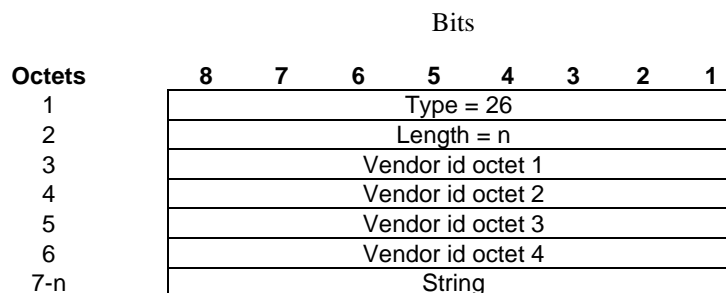 Bits
Octets 8 7 6 5 4 3 2 1
1 Type = 26
2 Length = n
3 Vendor id octet 1
4 Vendor id octet 2
5 Vendor id octet 3
6 Vendor id octet 4
7-n String